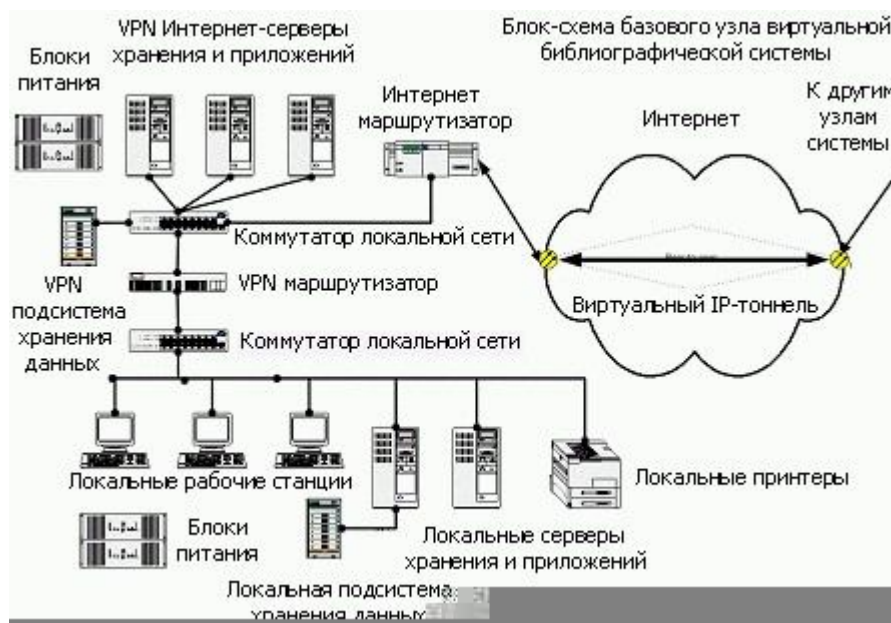 VPN Интернет-серверы
хранения и приложений
Блок-схема базового узла виртуальной
библиографической системы
Блоки
питания
Интернет
маршрутизатор
Интернет
К другим
узлам
системы
Коммутатор локальной сети
VPN
подсистема
хранения
данных
VPN маршрутизатор
Виртуальный IP-тоннель
Коммутатор локальной сети
Локальные рабочие станции
Локальные принтеры
Блоки
питания
Локальные серверы
хранения и приложений
Локальная подсистема
хранения данных